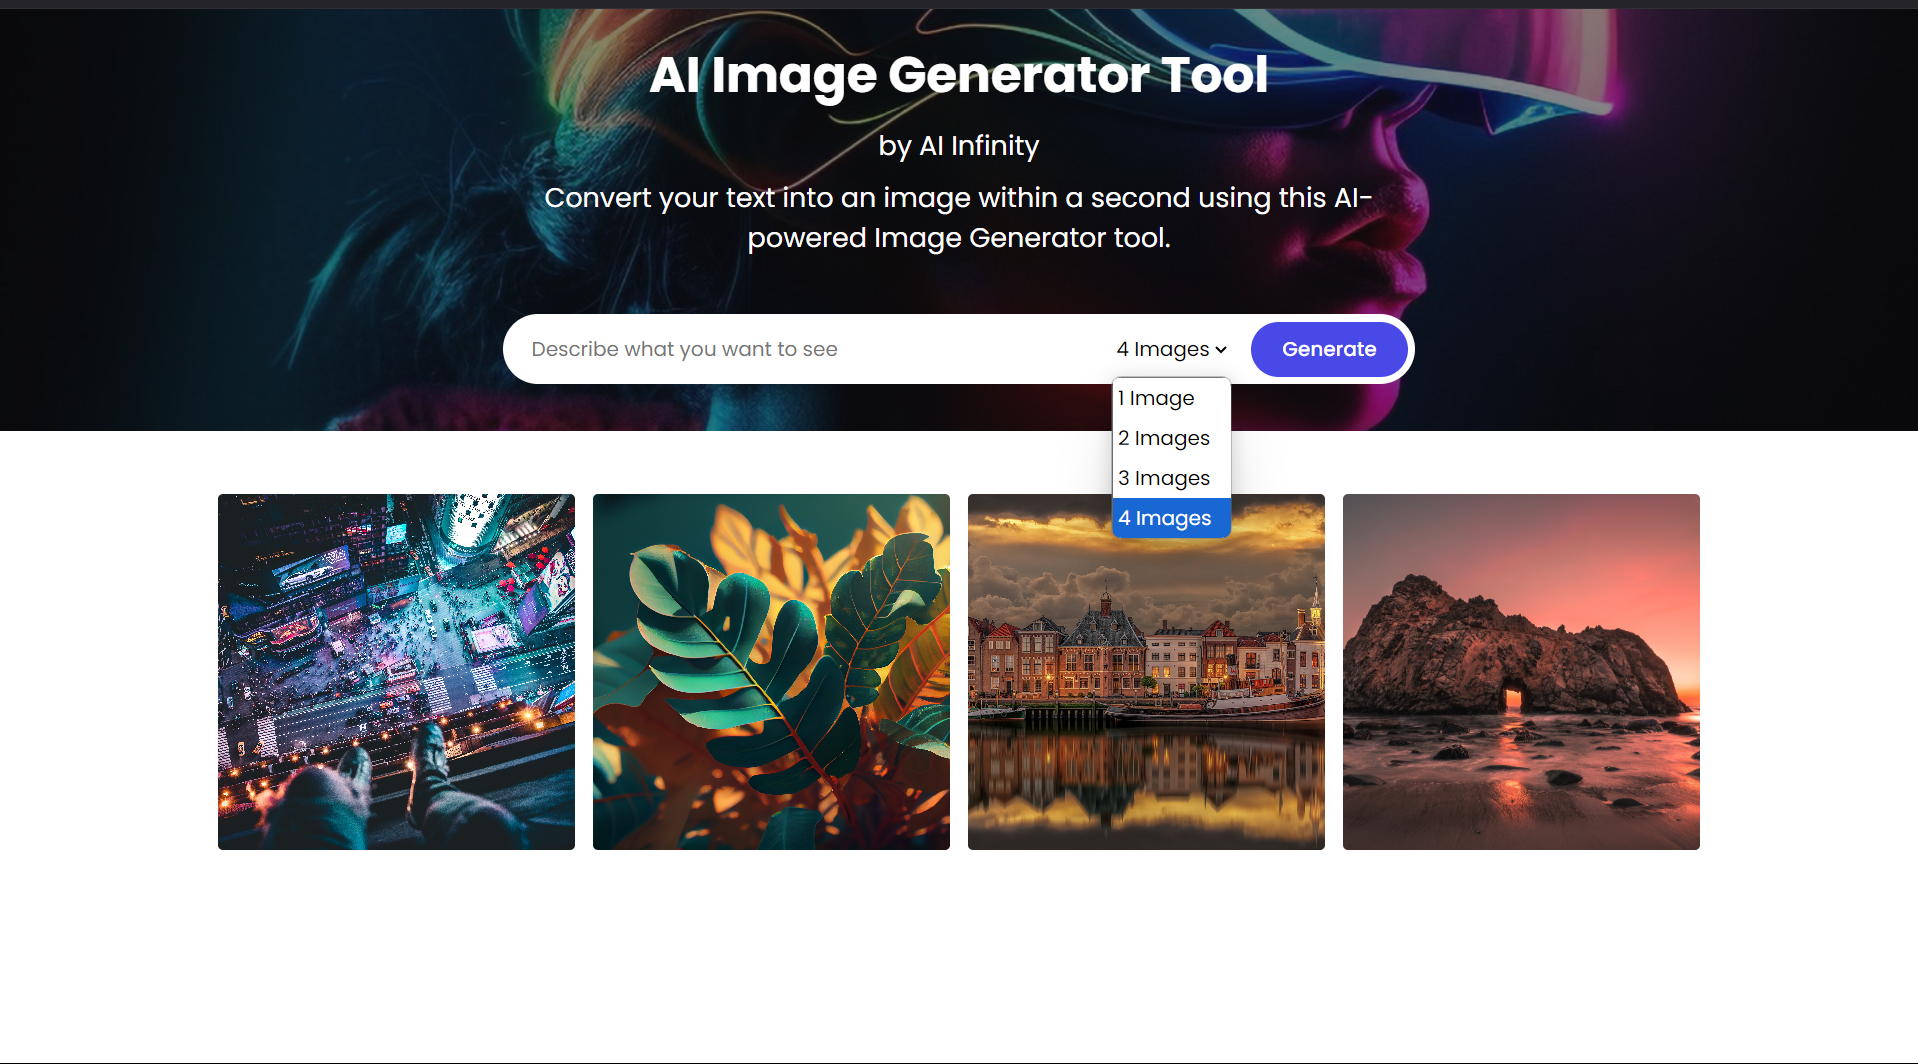 AI Image Generator Tool
by AI Infinity
Convert your text into an image within a second using this AI-
powered Image Generator tool.
Describe what you want to see
4 Images
Generate
1 Image
2 Images
3 Images
4 Images